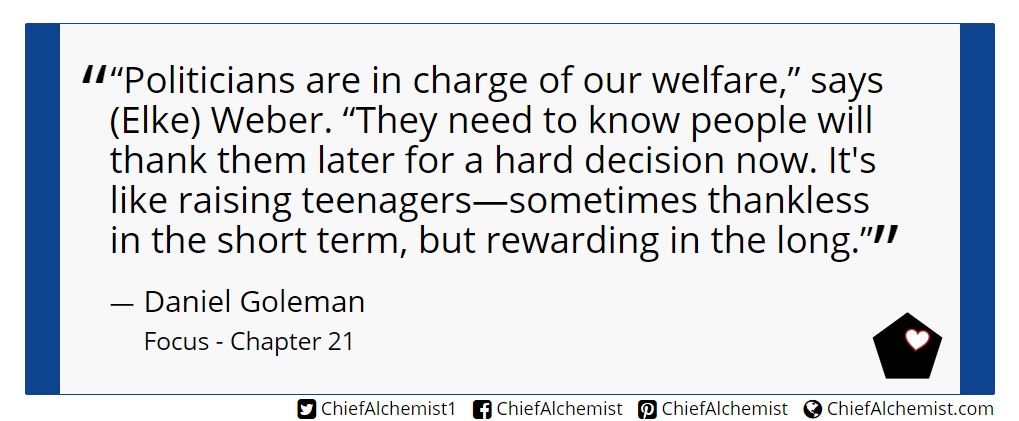 ““Politicians are in charge of our welfare,” says
(Elke) Weber. “They need to know people will
thank them later for a hard decision now. It's
like raising teenagers—sometimes thankless
in the short term, but rewarding in the long.””
— Daniel Goleman
Focus - Chapter 21
ChiefAlchemist1 ChiefAlchemist ChiefAlchemist ChiefAlchemist.com